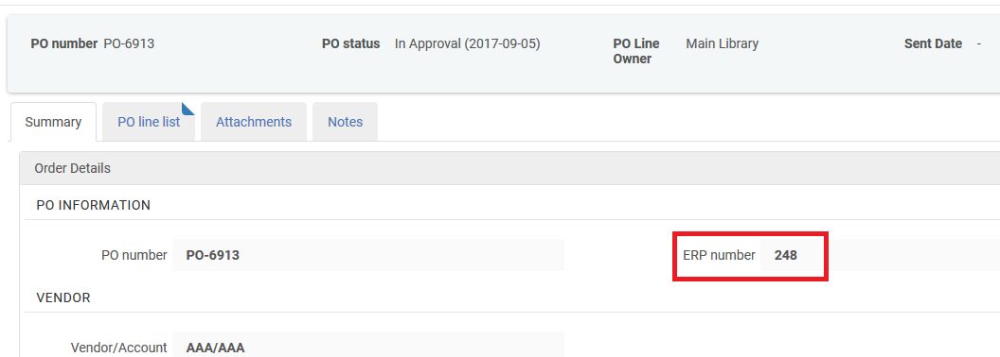 PO number PO-6913 PO status In Approval (2017-09-05) PO Line Owner Main Library Sent Date -
Summary PO line list Attachments Notes
Order Details
PO INFORMATION
PO number PO-6913 ERP number 248
VENDOR
Vendor/Account AAA/AAA